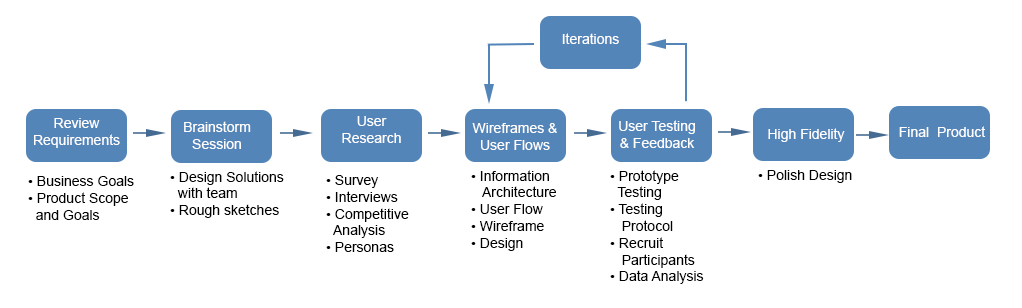 Iterations
Review
Requirements
• Business Goals
• Product Scope
and Goals
Brainstorm
Session
• Design Solutions
with team
• Rough sketches
User
Research
• Survey
• Interviews
• Competitive
Analysis
• Personas
Wireframes &
User Flows
• Information
Architecture
• User Flow
• Wireframe
• Design
User Testing
& Feedback
• Prototype
Testing
• Testing
Protocol
• Recruit
Participants
• Data Analysis
High Fidelity
• Polish Design
Final Product